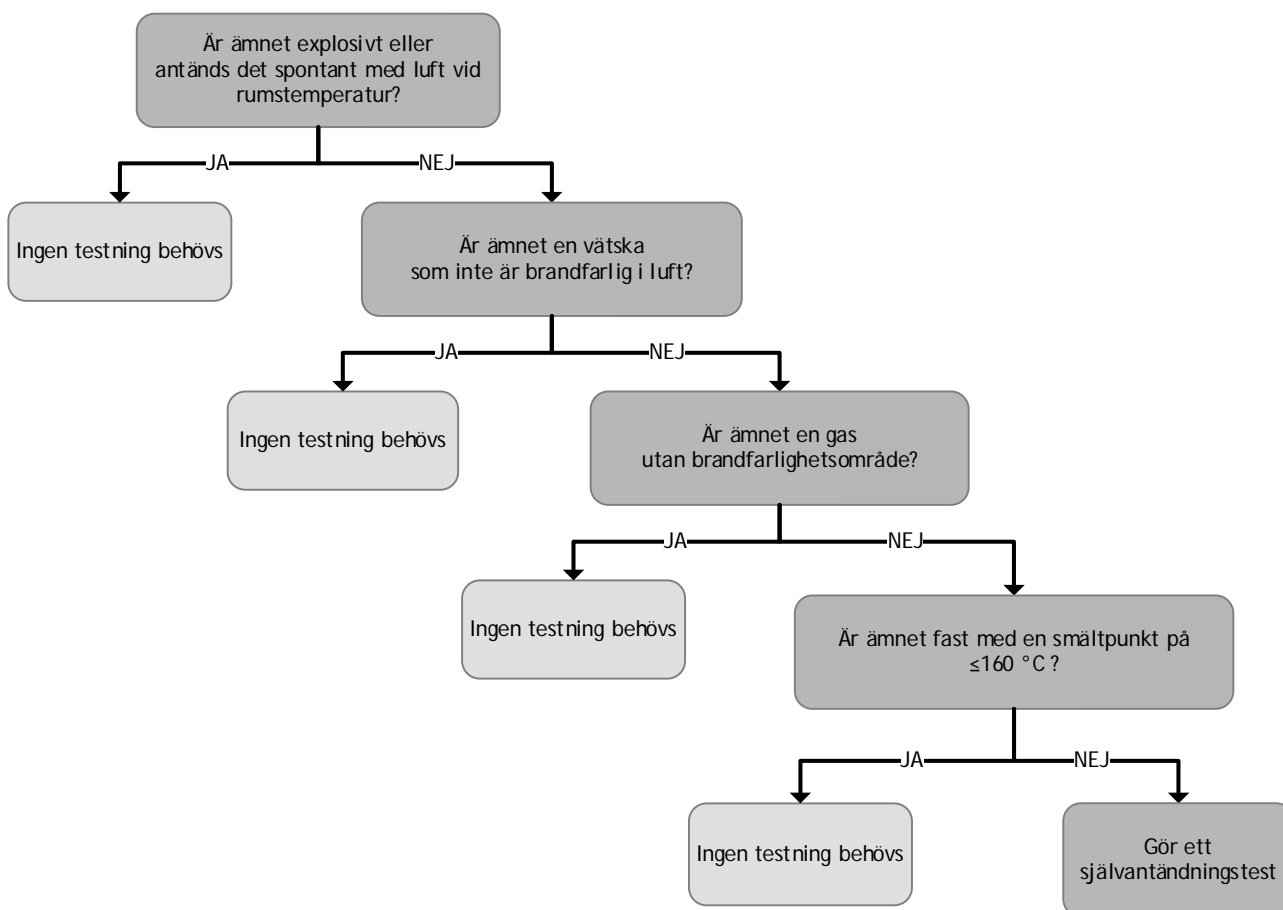 Är ämnet explosivt eller
antänds det spontant med luft vid
rumstemperatur?
JA
NEJ
Ingen testning behövs
Är ämnet en vätska
som inte är brandfarlig i luft?
JA
NEJ
Ingen testning behövs
Är ämnet en gas
utan brandfarlighetsområde?
JA
NEJ
Ingen testning behövs
Är ämnet fast med en smältpunkt på
≤160 °C?
JA
NEJ
Ingen testning behövs
Gör ett
självantändningstest